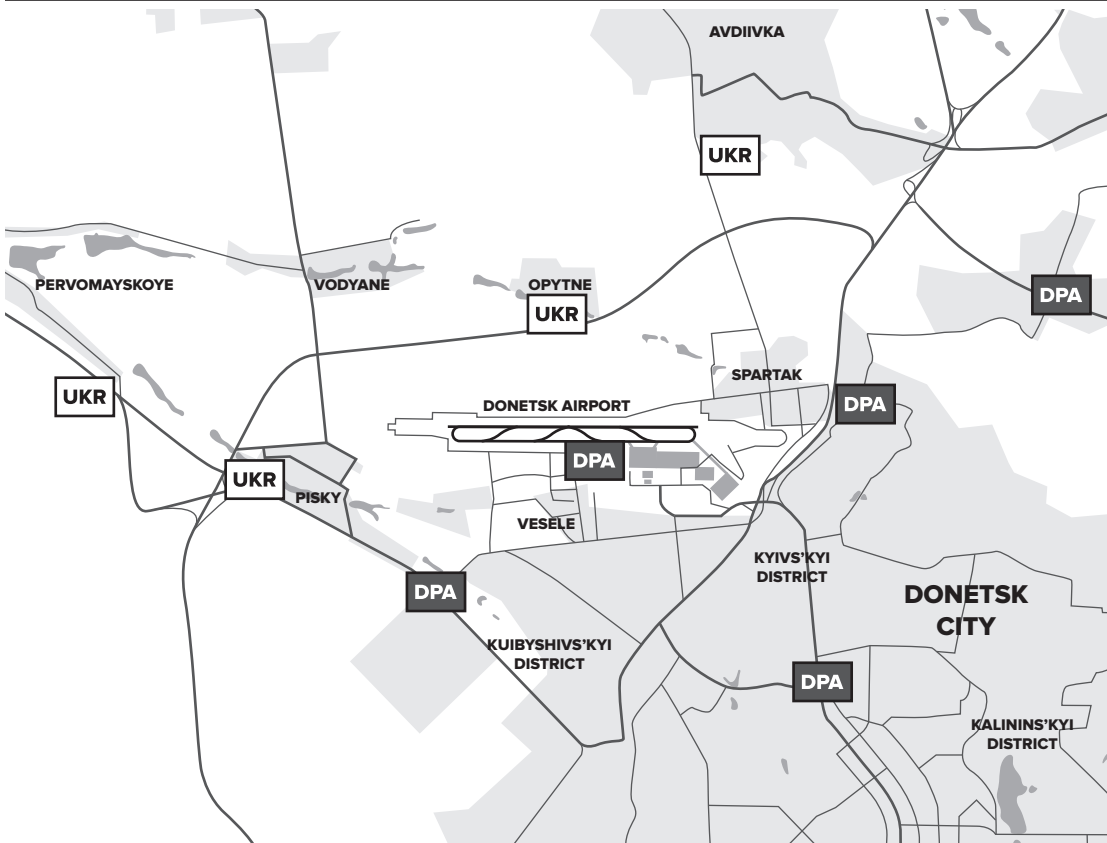 AVDIIVKA
UKR
PERVOMAYSKOYE
VODYANE
OPYTNE
UKR
DPA
UKR
SPARTAK
DPA
DONETSK AIRPORT
DPA
UKR
PISKY
VESELE
DPA
KYIVS'KYI
DISTRICT
DONETSK
CITY
KUIBYSHIVS'KYI
DISTRICT
DPA
KALININS'KYI
DISTRICT